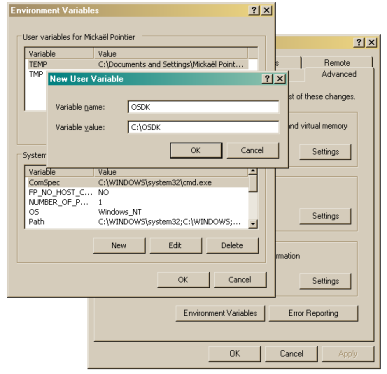 Environment Variables
User variables for Mickaël Pointier
Variable Value
TEMP C:\Documents and Settings\Mickaël Point...
TMP
New User Variable
Variable name: OSDK
Variable value: C:\OSDK
OK Cancel
System
Variable Value
ComSpec C:\WINDOWS\system32\cmd.exe
FP_NO_HOST_C... NO
NUMBER_OF_P... 1
OS Windows_NT
Path C:\WINDOWS\system32;C:\WINDOWS;...
New Edit Delete
OK Cancel
Remote
Advanced
st of these changes.
and virtual memory
Settings
Settings
rmation
Settings
Environment Variables Error Reporting
OK Cancel Apply